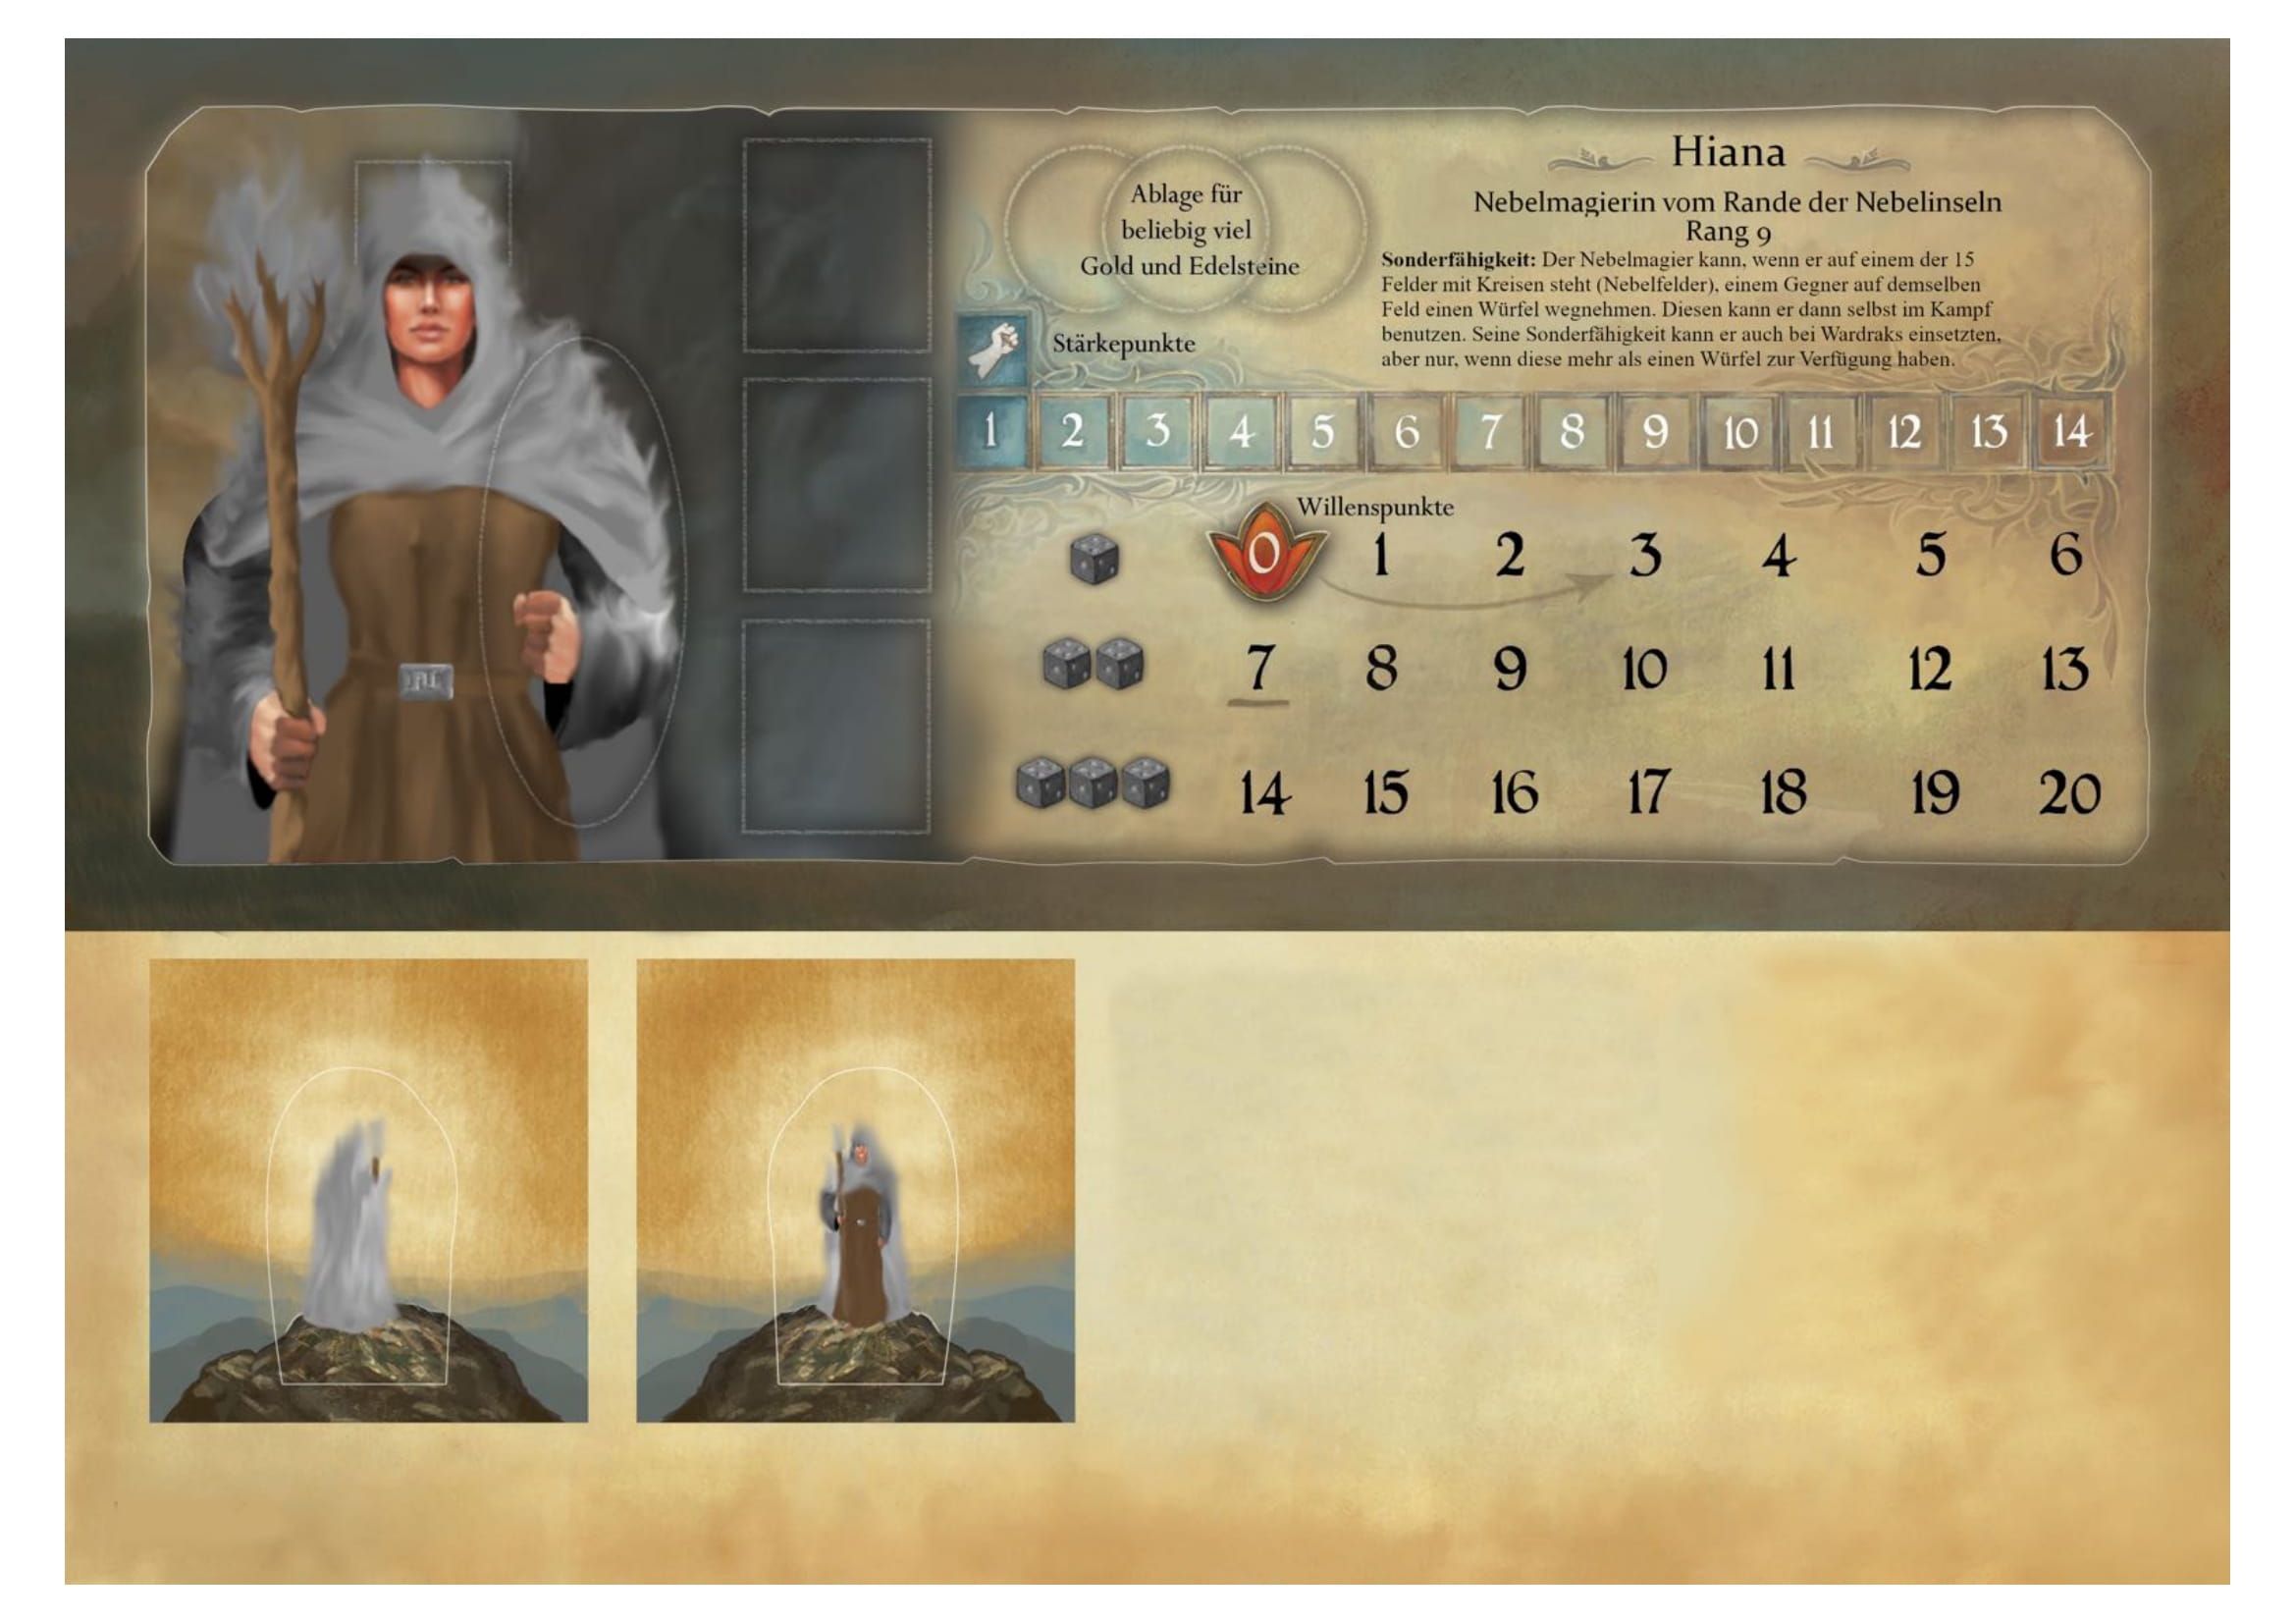 Hiana
Nebelmagierin vom Rande der Nebelinseln
Rang 9
Sonderfähigkeit: Der Nebelmagier kann, wenn er auf einem der 15
Felder mit Kreisen steht (Nebelfelder), einem Gegner auf demselben
Feld einen Würfel wegnehmen. Diesen kann er dann selbst im Kampf
benutzen. Seine Sonderfähigkeit kann er auch bei Wardraks einsetzten,
aber nur, wenn diese mehr als einen Würfel zur Verfügung haben.
Ablage für
beliebig viel
Gold und Edelsteine
Stärkepunkte
1 2 3 4 5 6 7 8 9 10 11 12 13 14
Willenspunkte
0 1 2 3 4 5 6
7 8 9 10 11 12 13
14 15 16 17 18 19 20